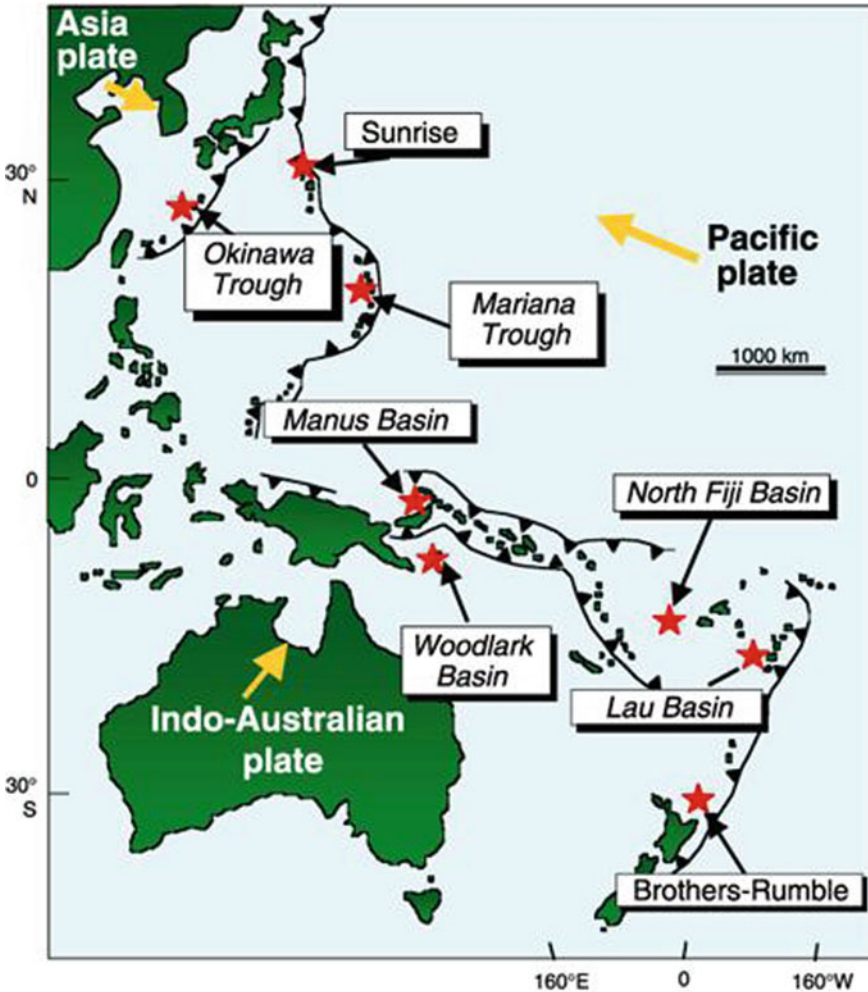 Asia
plate
Sunrise
30°
N
Okinawa
Trough
Pacific
plate
Mariana
Trough
1000 km
Manus Basin
0
North Fiji Basin
Woodlark
Basin
Lau Basin
Indo-Australian
plate
30°
S
Brothers-Rumble
160°E
0
160°W